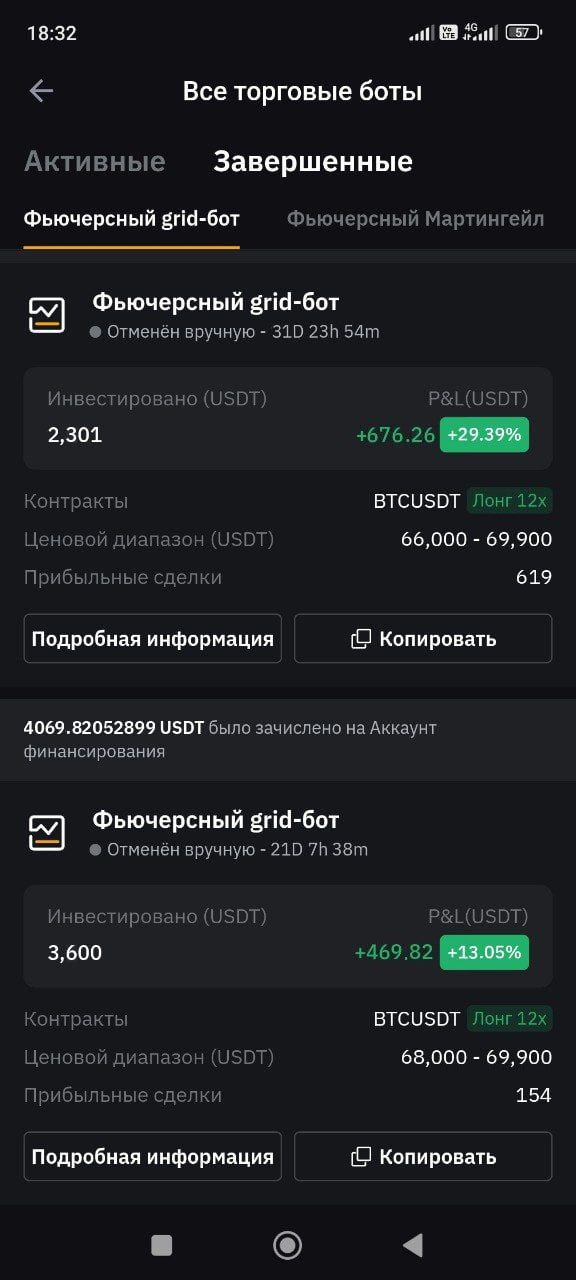 18:32
Vo LTE 4G 57
Все торговые боты
Активные Завершенные
Фьючерсный grid-бот Фьючерсный Мартингейл
Фьючерсный grid-бот
Отменён вручную - 31D 23h 54m
Инвестировано (USDT) P&L(USDT)
2,301 +676.26 +29.39%
Контракты BTCUSDT Лонг 12x
Ценовой диапазон (USDT) 66,000 - 69,900
Прибыльные сделки 619
Подробная информация Копировать
4069.82052899 USDT было зачислено на Аккаунт
финансирования
Фьючерсный grid-бот
Отменён вручную - 21D 7h 38m
Инвестировано (USDT) P&L(USDT)
3,600 +469.82 +13.05%
Контракты BTCUSDT Лонг 12x
Ценовой диапазон (USDT) 68,000 - 69,900
Прибыльные сделки 154
Подробная информация Копировать